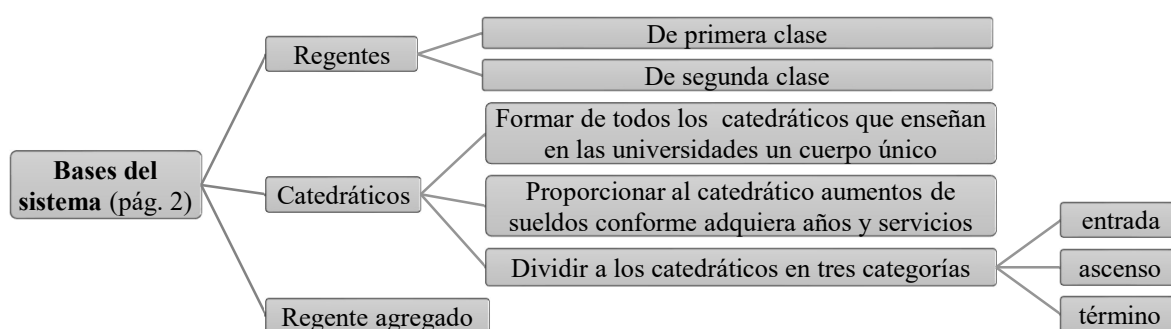 Bases del
sistema (pág. 2)
Regentes
De primera clase
De segunda clase
Catedráticos
Formar de todos los catedráticos que enseñan
en las universidades un cuerpo único
Proporcionar al catedrático aumentos de
sueldos conforme adquiera años y servicios
Dividir a los catedráticos en tres categorías
entrada
ascenso
término
Regente agregado